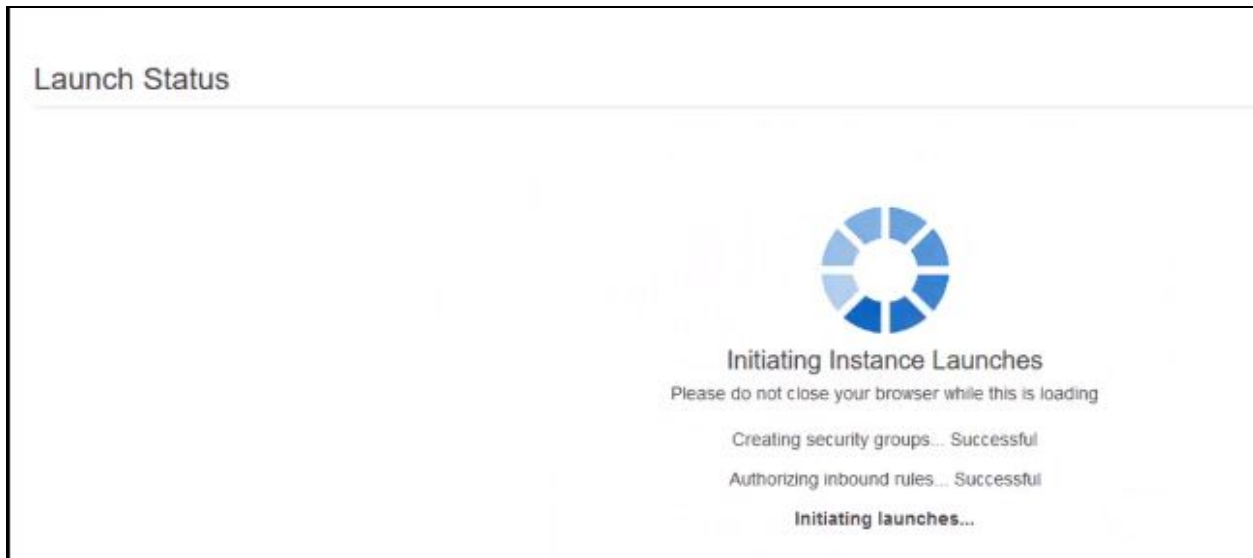 Launch Status
Initiating Instance Launches
Please do not close your browser while this is loading
Creating security groups... Successful
Authorizing inbound rules... Successful
Initiating launches...